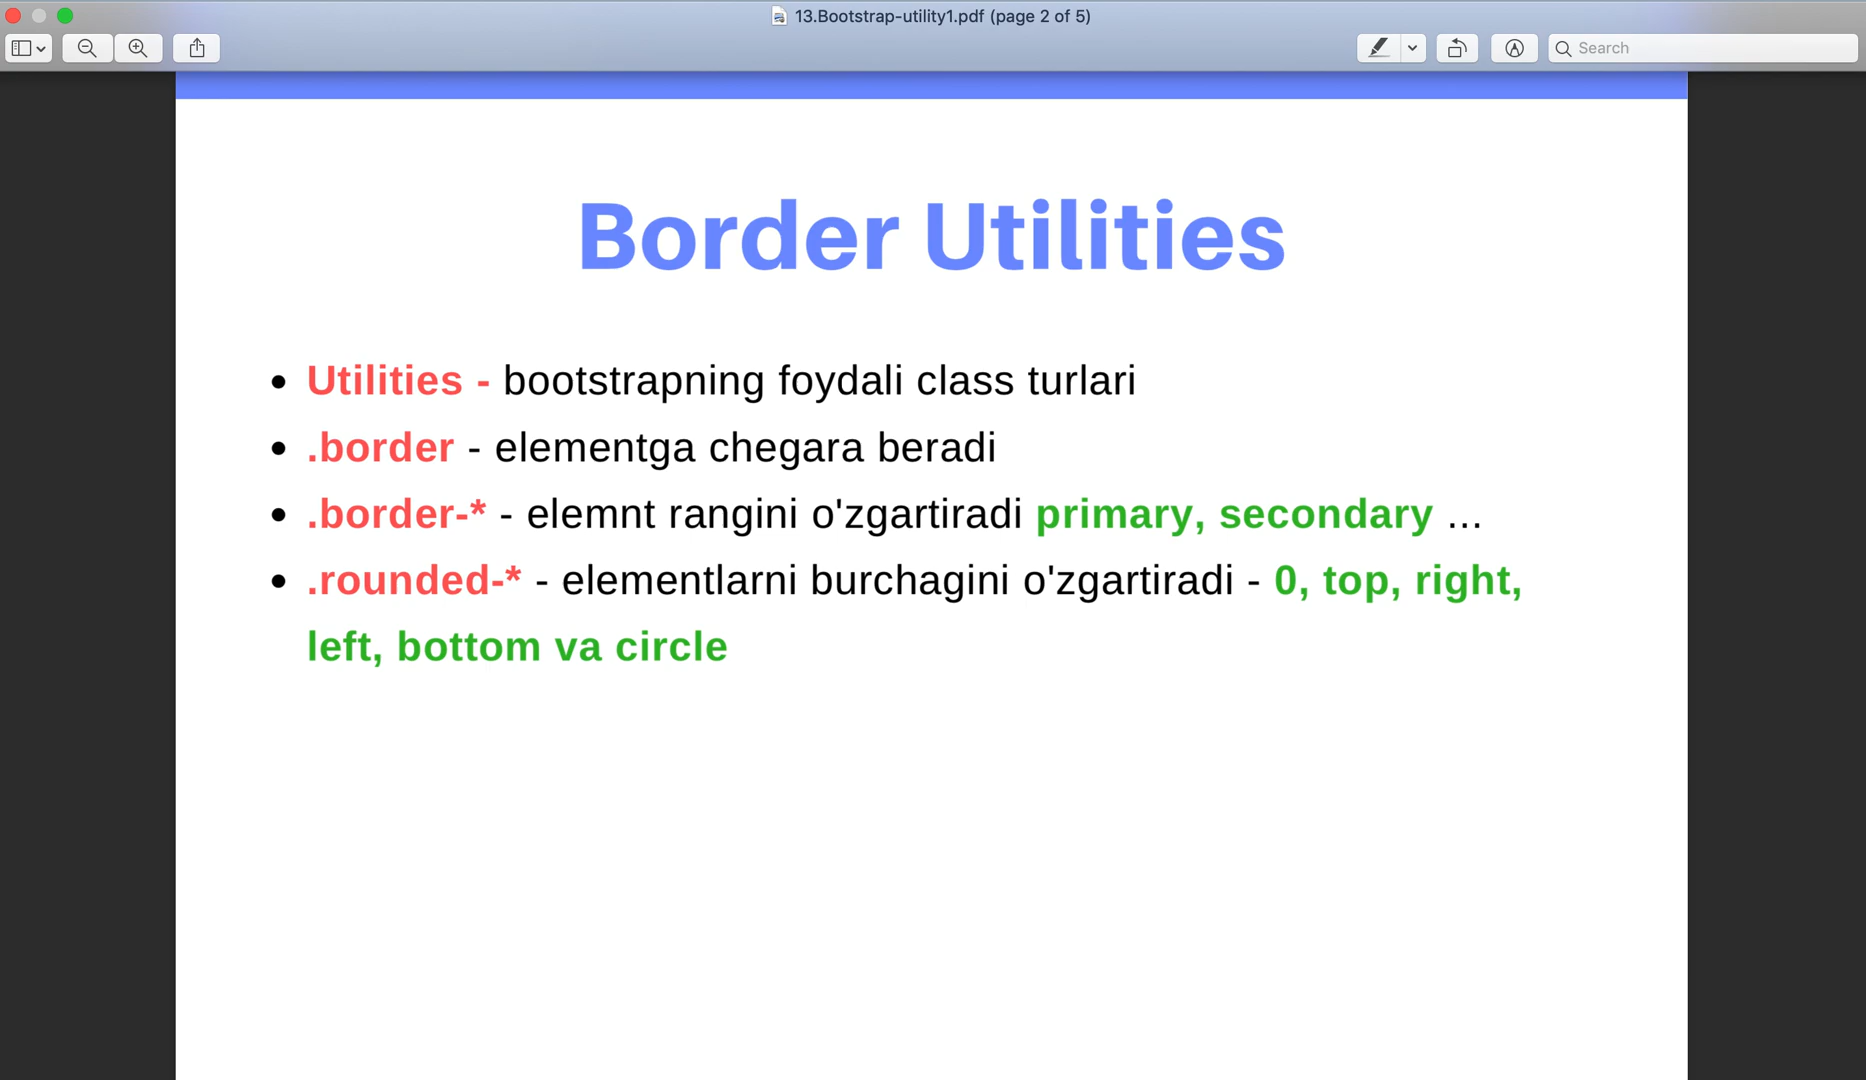 13.Bootstrap-utility1.pdf (page 2 of 5)
Search
Border Utilities
• Utilities - bootstrapning foydali class turlari
• .border - elementga chegara beradi
• .border-* - elemnt rangini o'zgartiradi primary, secondary ...
• .rounded-* - elementlarni burchagini o'zgartiradi - 0, top, right,
left, bottom va circle